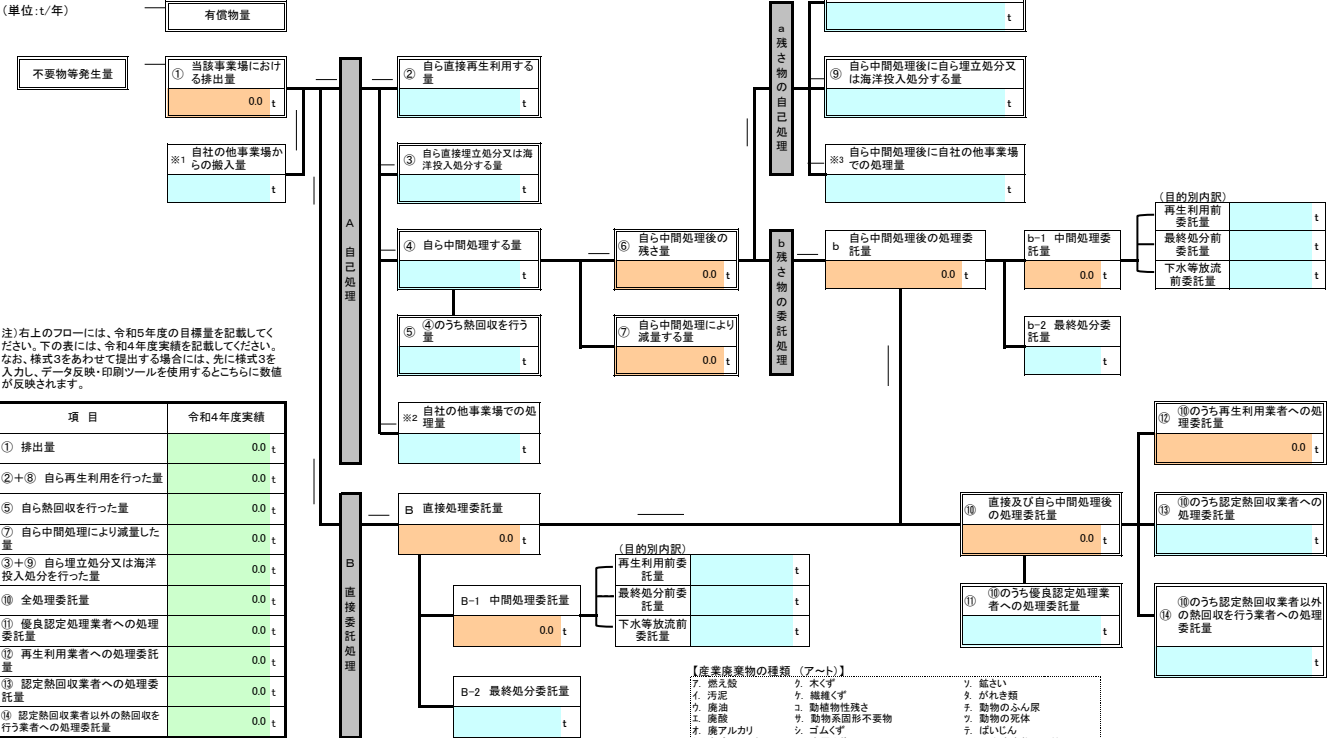 (単位:t/年)
有償物量
t
不要物等発生量
① 当該事業場におけ
る排出量
0.0 t
※1 自社の他事業場か
らの搬入量
t
A 自己処理
② 自ら直接再生利用する
量
t
③ 自ら直接埋立処分又は海
洋投入処分する量
t
④ 自ら中間処理する量
t
⑤ ④のうち熱回収を行う
量
t
※2 自社の他事業場での処
理量
t
⑥ 自ら中間処理後の
残さ量
0.0 t
⑦ 自ら中間処理により
減量する量
0.0 t
a残さ物の自己処理
⑨ 自ら中間処理後に自ら埋立処分又
は海洋投入処分する量
t
※3 自ら中間処理後に自社の他事業場
での処理量
t
b残さ物の委託処理
b 自ら中間処理後の処理委
託量
0.0 t
b-1 中間処理委
託量
0.0 t
(目的別内訳)
再生利用前
委託量
t
最終処分前
委託量
t
下水等放流
前委託量
t
b-2 最終処分委
託量
t
注)右上のフローには、令和5年度の目標量を記載してく
ださい。下の表には、令和4年度実績を記載してください。
なお、様式3をあわせて提出する場合には、先に様式3を
入力し、データ反映・印刷ツールを使用するとこちらに数値
が反映されます。
項 目 令和4年度実績
① 排出量 0.0 t
②+⑧ 自ら再生利用を行った量 0.0 t
⑤ 自ら熱回収を行った量 0.0 t
⑦ 自ら中間処理により減量した
量 0.0 t
③+⑨ 自ら埋立処分又は海洋
投入処分を行った量 0.0 t
⑩ 全処理委託量 0.0 t
⑪ 優良認定処理業者への処理
委託量 0.0 t
⑫ 再生利用業者への処理委託
量 0.0 t
⑬ 認定熱回収業者への処理委
託量 0.0 t
⑭ 認定熱回収業者以外の熱回収を
行う業者への処理委託量 0.0 t
B 直接委託処理
B 直接処理委託量
0.0 t
B-1 中間処理委託量
0.0 t
(目的別内訳)
再生利用前委
託量
t
最終処分前委
託量
t
下水等放流前
委託量
t
B-2 最終処分委託量
t
⑩ 直接及び自ら中間処理後
の処理委託量
0.0 t
⑪ ⑩のうち優良認定処理業
者への処理委託量
t
⑫ ⑩のうち再生利用業者への処
理委託量
0.0 t
⑬ ⑩のうち認定熱回収業者への
処理委託量
t
⑭ ⑩のうち認定熱回収業者以外
の熱回収を行う業者への処理
委託量
t
【産業廃棄物の種類 (ア~ト)】
ア. 燃え殻 ク. 木くず ソ. 鉱さい
イ. 汚泥 ケ. 繊維くず タ. がれき類
ウ. 廃油 コ. 動植物性残さ チ. 動物のふん尿
エ. 廃酸 サ. 動物系固形不要物 ツ. 動物の死体
オ. 廃アルカリ シ. ゴムくず テ. ばいじん